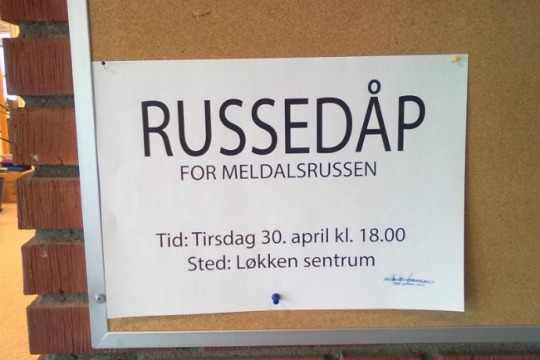 RUSSEDÅP
FOR MELDALSRUSSEN
Tid: Tirsdag 30. april kl. 18.00
Sted: Løkken sentrum